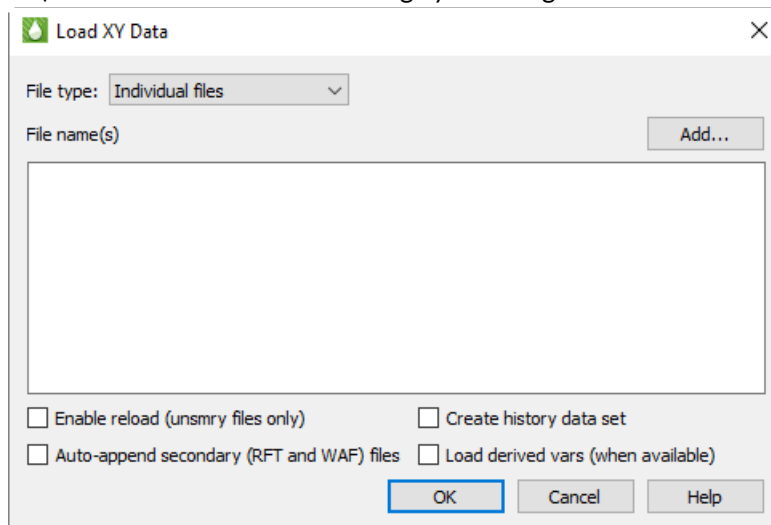 Load XY Data
File type: Individual files
File name(s) Add...
Enable reload (unsmry files only) Create history data set
Auto-append secondary (RFT and WAF) files Load derived vars (when available)
OK Cancel Help